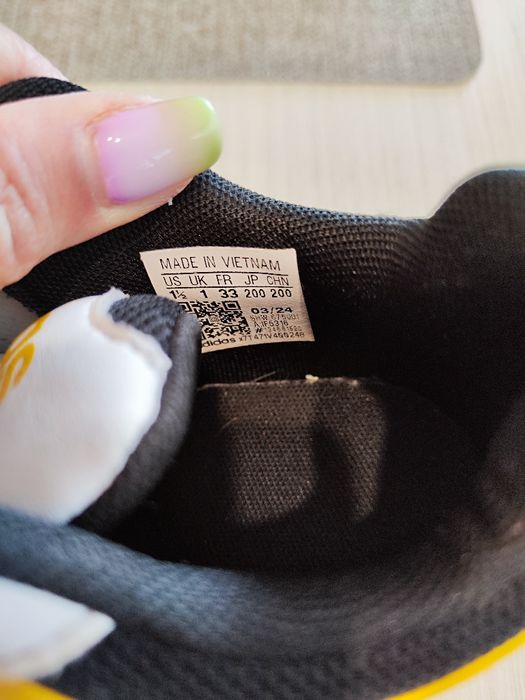 MADE IN VIETNAM
US UK FR JP CHN
1½ 1 33 200 200
03/24
adidas